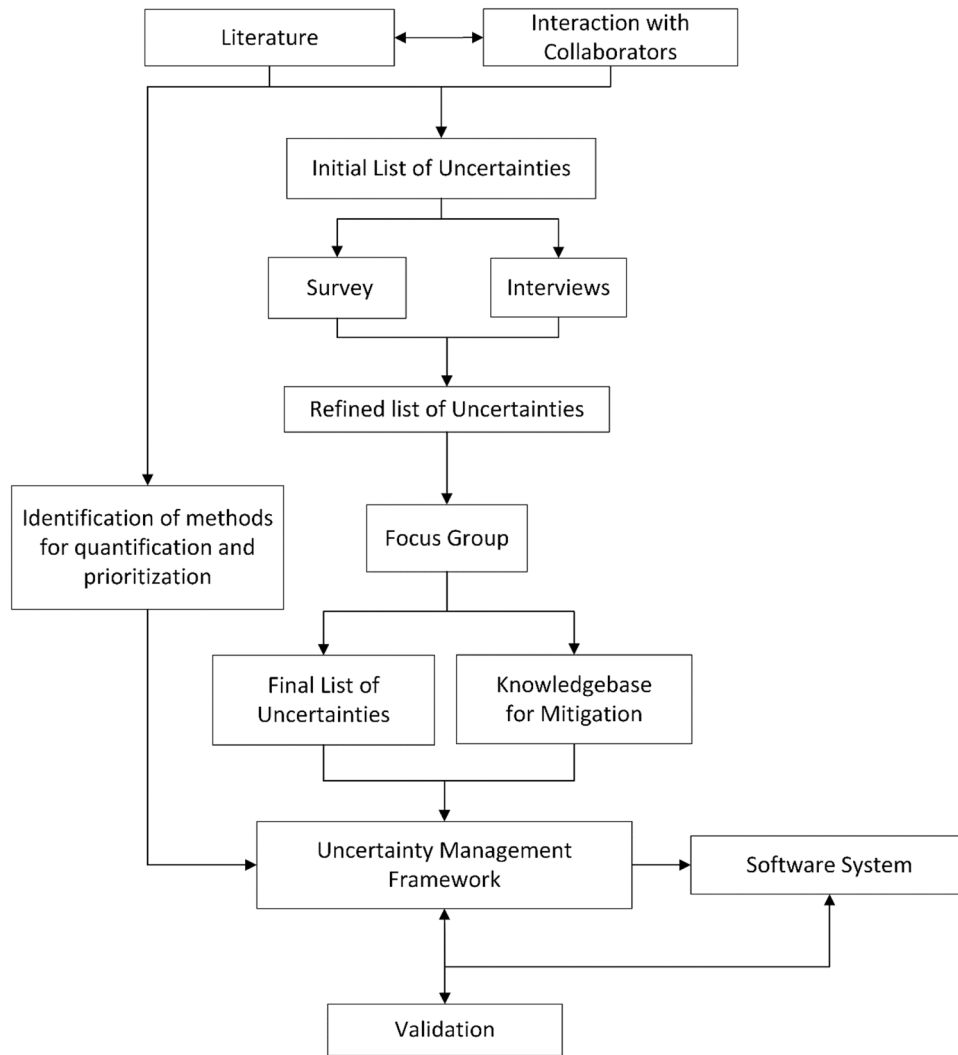 Literature
Interaction with
Collaborators
Initial List of Uncertainties
Survey
Interviews
Refined list of Uncertainties
Identification of methods
for quantification and
prioritization
Focus Group
Final List of
Uncertainties
Knowledgebase
for Mitigation
Uncertainty Management
Framework
Software System
Validation